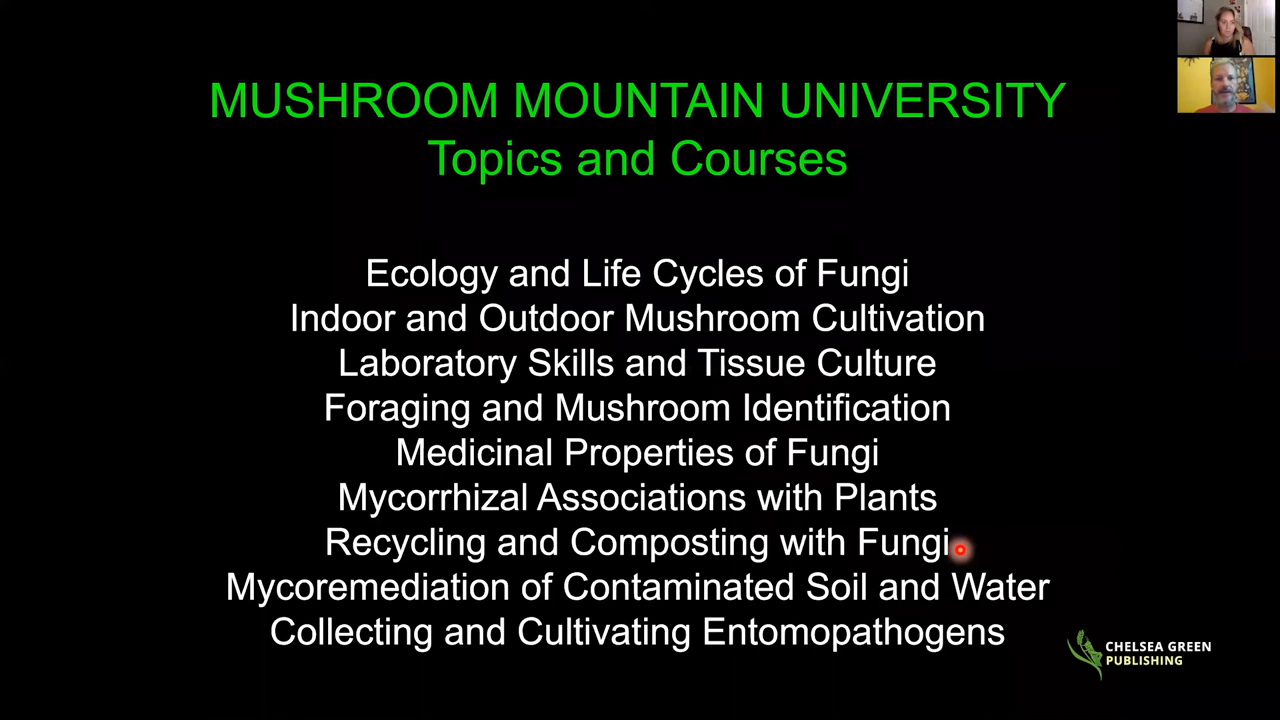 MUSHROOM MOUNTAIN UNIVERSITY
Topics and Courses
Ecology and Life Cycles of Fungi
Indoor and Outdoor Mushroom Cultivation
Laboratory Skills and Tissue Culture
Foraging and Mushroom Identification
Medicinal Properties of Fungi
Mycorrhizal Associations with Plants
Recycling and Composting with Fungi
Mycoremediation of Contaminated Soil and Water
Collecting and Cultivating Entomopathogens
CHELSEA GREEN
PUBLISHING